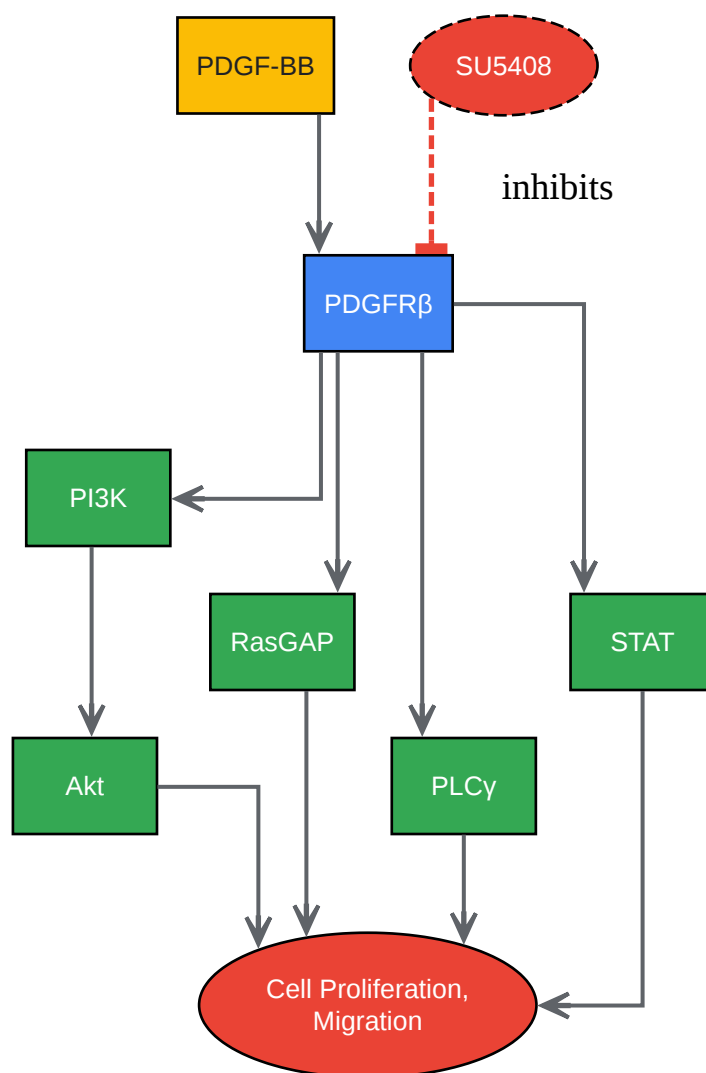 PDGF-BB
SU5408
inhibits
PDGFRβ
PI3K
RasGAP
STAT
Akt
PLCγ
Cell Proliferation,
Migration